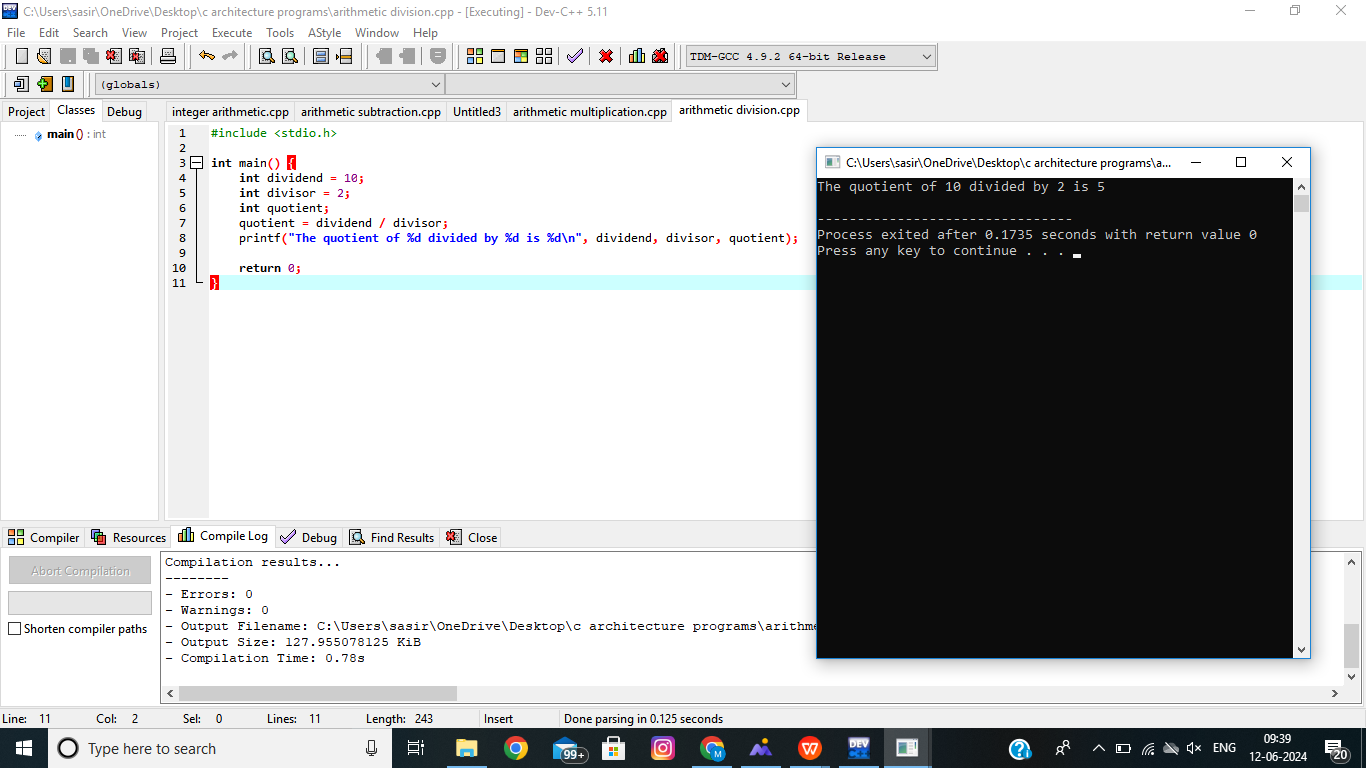 C:\Users\sasir\OneDrive\Desktop\c architecture programs\arithmetic division.cpp - [Executing] - Dev-C++ 5.11
File Edit Search View Project Execute Tools AStyle Window Help
TDM-GCC 4.9.2 64-bit Release
(globals)
Project Classes Debug
integer arithmetic.cpp arithmetic subtraction.cpp Untitled3 arithmetic multiplication.cpp arithmetic division.cpp
main() : int
1 #include <stdio.h>
2
3 int main() {
4 int dividend = 10;
5 int divisor = 2;
6 int quotient;
7 quotient = dividend / divisor;
8 printf("The quotient of %d divided by %d is %d\n", dividend, divisor, quotient);
9
10 return 0;
11 }
C:\Users\sasir\OneDrive\Desktop\c architecture programs\a...
The quotient of 10 divided by 2 is 5
--------------------------------
Process exited after 0.1735 seconds with return value 0
Press any key to continue . . .
Compiler Resources Compile Log Debug Find Results Close
Abort Compilation
Shorten compiler paths
Compilation results...
--------
- Errors: 0
- Warnings: 0
- Output Filename: C:\Users\sasir\OneDrive\Desktop\c architecture programs\arithme
- Output Size: 127.955078125 KiB
- Compilation Time: 0.78s
Line: 11 Col: 2 Sel: 0 Lines: 11 Length: 243 Insert Done parsing in 0.125 seconds
Type here to search
99+
M
W
DEV
ENG
09:39
12-06-2024
20